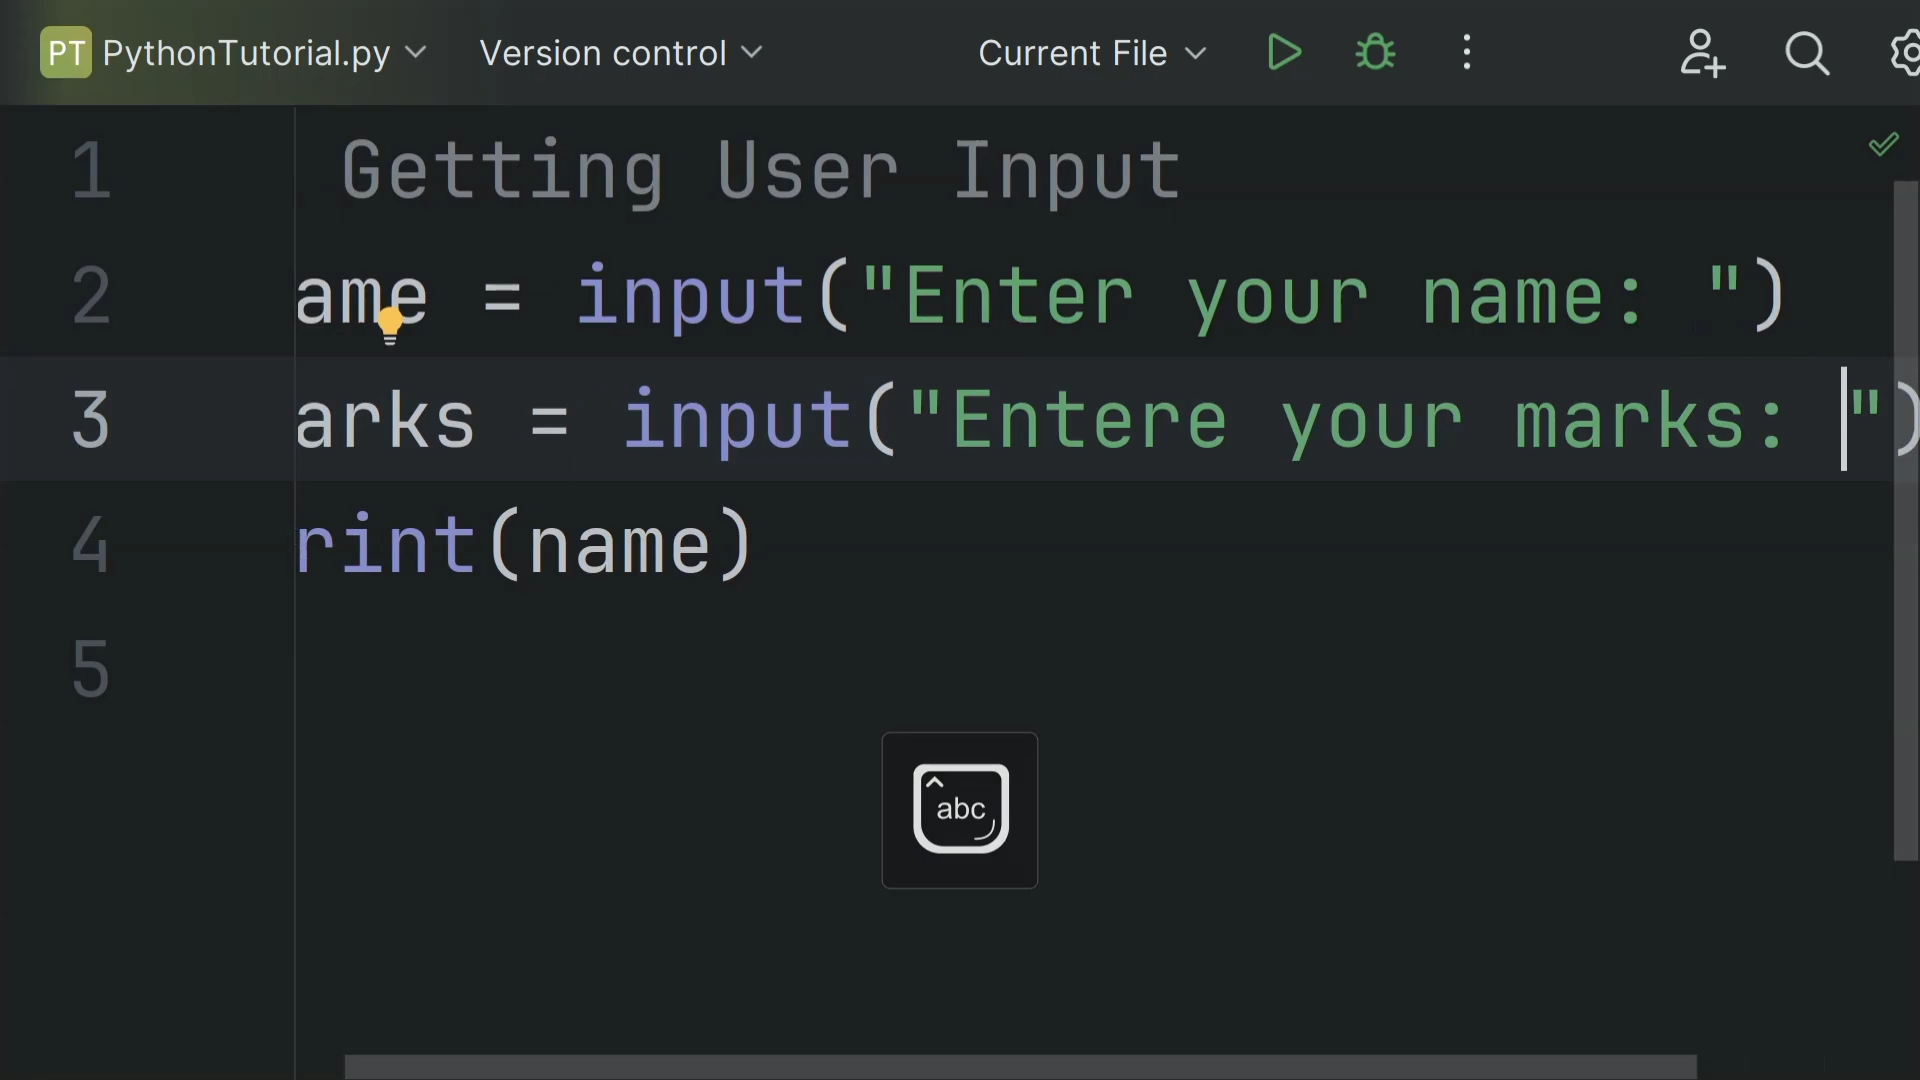 PT PythonTutorial.py Version control Current File
1 Getting User Input
2 ame = input("Enter your name: ")
3 arks = input("Entere your marks: ")
4 rint(name)
5
abc